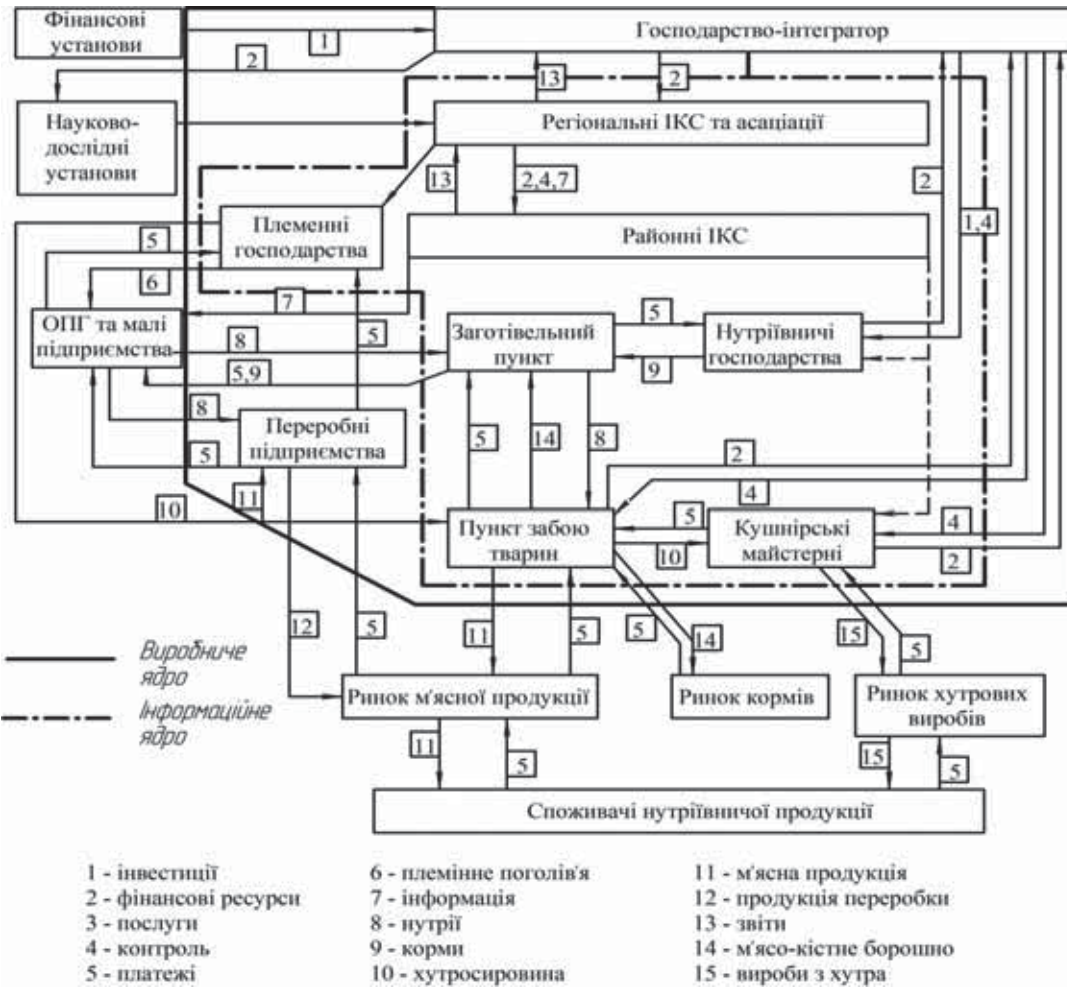 Фінансові
установи
1
Господарство-інтегратор
2
13
2
Науково-
дослідні
установи
Регіональні ІКС та асаціації
13
2,4,7
2
1,4
Племенні
господарства
Районні ІКС
5
6
7
5
ОПГ та малі
підприємства
8
5,9
Заготівельний
пункт
5
9
Нутріївничі
господарства
8
5
Переробні
підприємства
5
14
8
2
4
11
10
Пункт забою
тварин
5
10
Кушнірські
майстерні
4
2
12
5
11
5
5
14
15
5
Виробниче
ядро
Інформаційне
ядро
Ринок м'ясної продукції
Ринок кормів
Ринок хутрових
виробів
11
5
15
5
Споживачі нутріївничої продукції
1 - інвестиції
2 - фінансові ресурси
3 - послуги
4 - контроль
5 - платежі
6 - племінне поголів'я
7 - інформація
8 - нутрії
9 - корми
10 - хутросировина
11 - м'ясна продукція
12 - продукція переробки
13 - звіти
14 - м'ясо-кістне борошно
15 - вироби з хутра